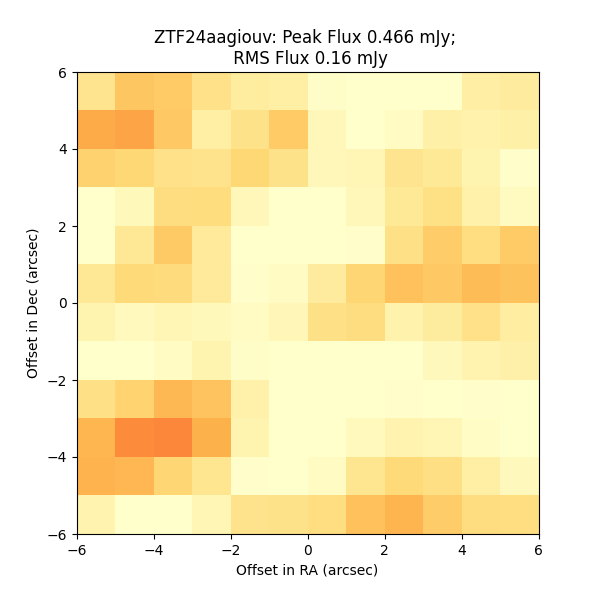 ZTF24aagiouv: Peak Flux 0.466 mJy;
RMS Flux 0.16 mJy
6
4
2
0
−2
−4
−6
Offset in Dec (arcsec)
−6 −4 −2 0 2 4 6
Offset in RA (arcsec)